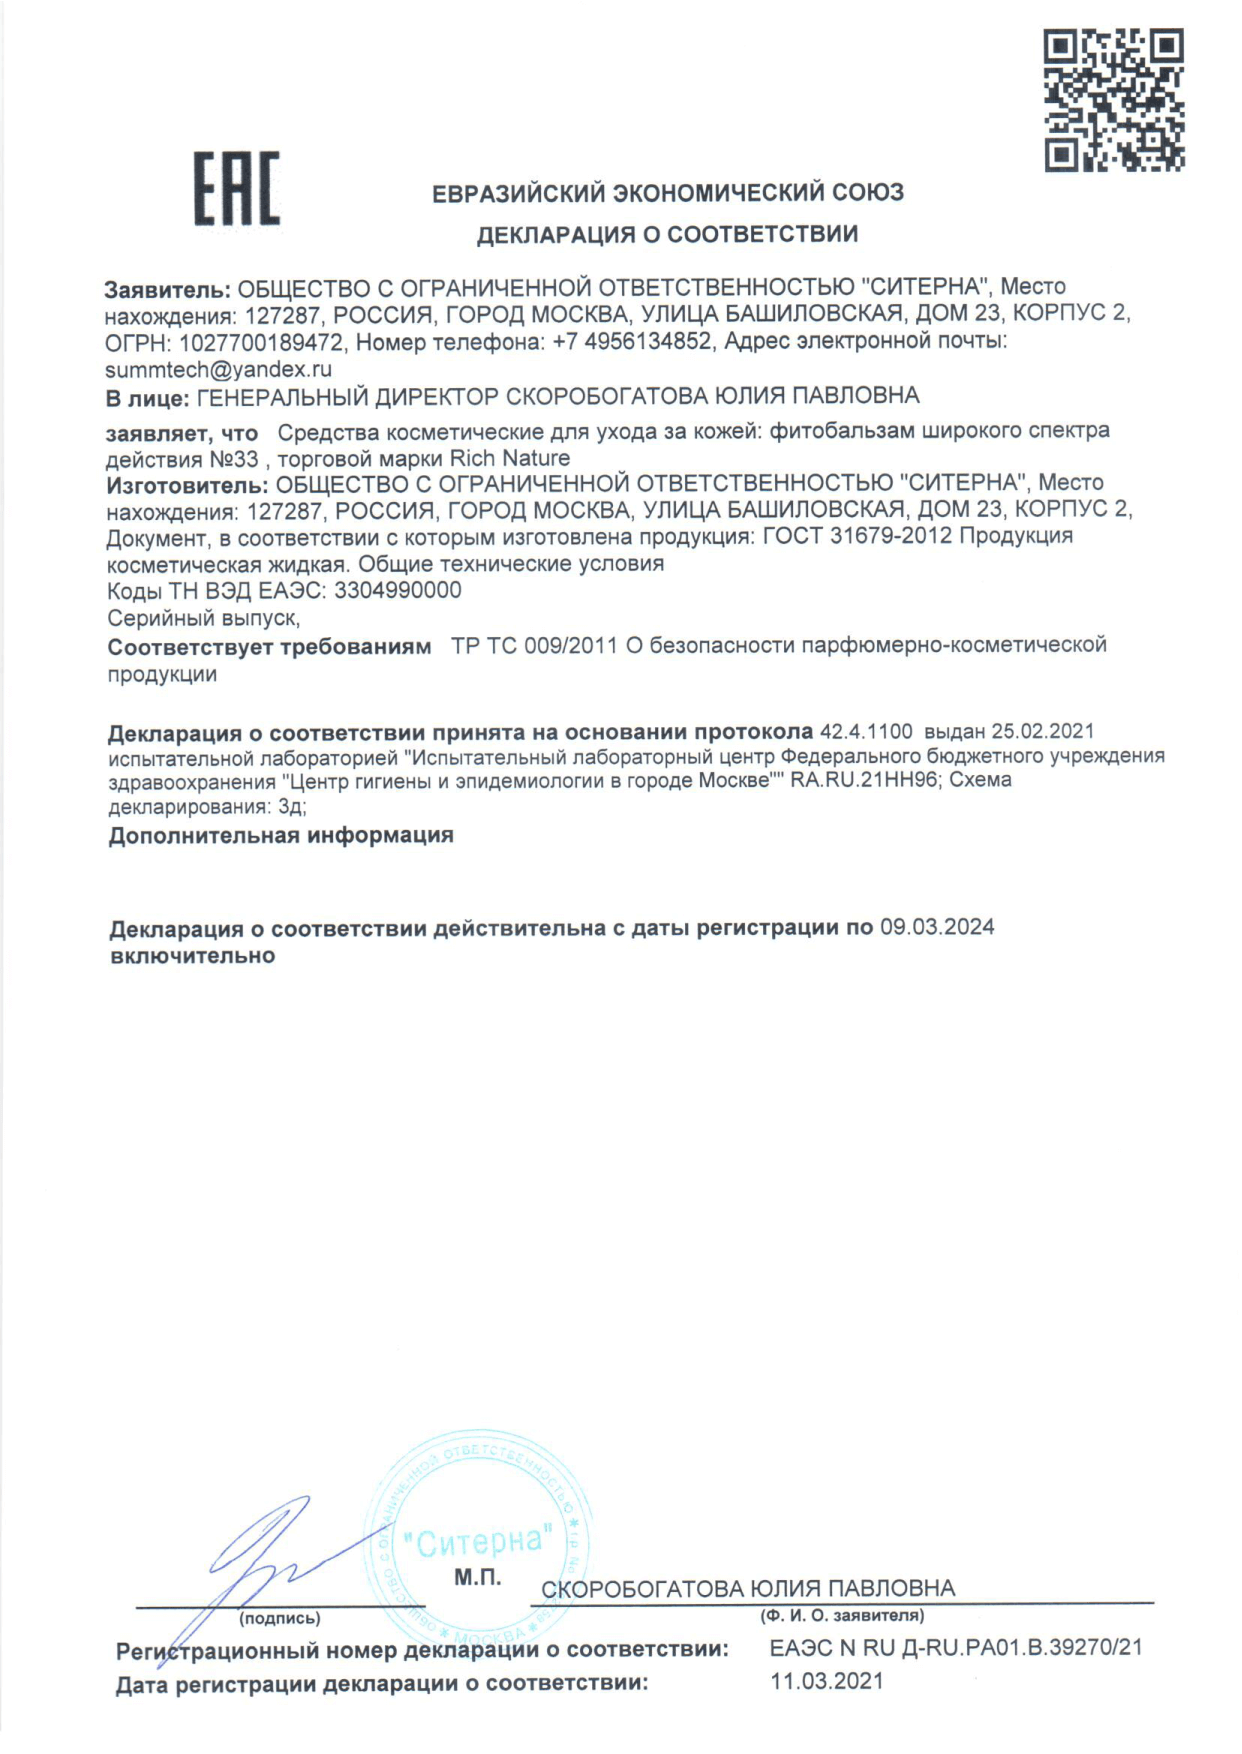 EAC
ЕВРАЗИЙСКИЙ ЭКОНОМИЧЕСКИЙ СОЮЗ
ДЕКЛАРАЦИЯ О СООТВЕТСТВИИ
Заявитель: ОБЩЕСТВО С ОГРАНИЧЕННОЙ ОТВЕТСТВЕННОСТЬЮ "СИТЕРНА", Место
нахождения: 127287, РОССИЯ, ГОРОД МОСКВА, УЛИЦА БАШИЛОВСКАЯ, ДОМ 23, КОРПУС 2,
ОГРН: 1027700189472, Номер телефона: +7 4956134852, Адрес электронной почты:
summtech@yandex.ru
В лице: ГЕНЕРАЛЬНЫЙ ДИРЕКТОР СКОРОБОГАТОВА ЮЛИЯ ПАВЛОВНА
заявляет, что Средства косметические для ухода за кожей: фитобальзам широкого спектра
действия №33 , торговой марки Rich Nature
Изготовитель: ОБЩЕСТВО С ОГРАНИЧЕННОЙ ОТВЕТСТВЕННОСТЬЮ "СИТЕРНА", Место
нахождения: 127287, РОССИЯ, ГОРОД МОСКВА, УЛИЦА БАШИЛОВСКАЯ, ДОМ 23, КОРПУС 2,
Документ, в соответствии с которым изготовлена продукция: ГОСТ 31679-2012 Продукция
косметическая жидкая. Общие технические условия
Коды ТН ВЭД ЕАЭС: 3304990000
Серийный выпуск,
Соответствует требованиям ТР ТС 009/2011 О безопасности парфюмерно-косметической
продукции
Декларация о соответствии принята на основании протокола 42.4.1100 выдан 25.02.2021
испытательной лабораторией "Испытательный лабораторный центр Федерального бюджетного учреждения
здравоохранения "Центр гигиены и эпидемиологии в городе Москве"" RA.RU.21НН96; Схема
декларирования: 3д;
Дополнительная информация
Декларация о соответствии действительна с даты регистрации по 09.03.2024
включительно
ОБЩЕСТВО С ОГРАНИЧЕННОЙ ОТВЕТСТВЕННОСТЬЮ
"Ситерна"
МОСКВА
М.П.
СКОРОБОГАТОВА ЮЛИЯ ПАВЛОВНА
(подпись) (Ф. И. О. заявителя)
Регистрационный номер декларации о соответствии: ЕАЭС N RU Д-RU.РА01.В.39270/21
Дата регистрации декларации о соответствии: 11.03.2021